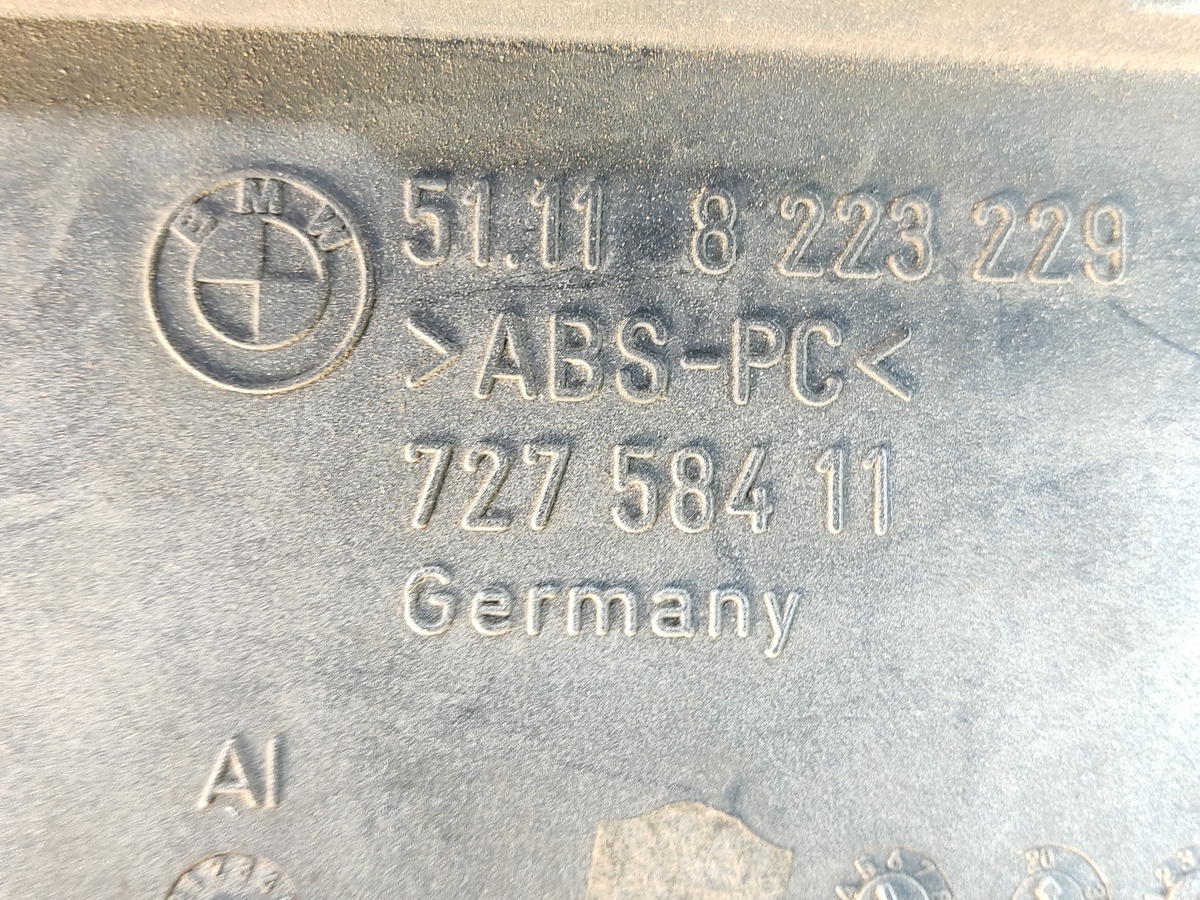 BMW
51.11 8 223 229
>ABS-PC<
727 584 11
Germany
AI